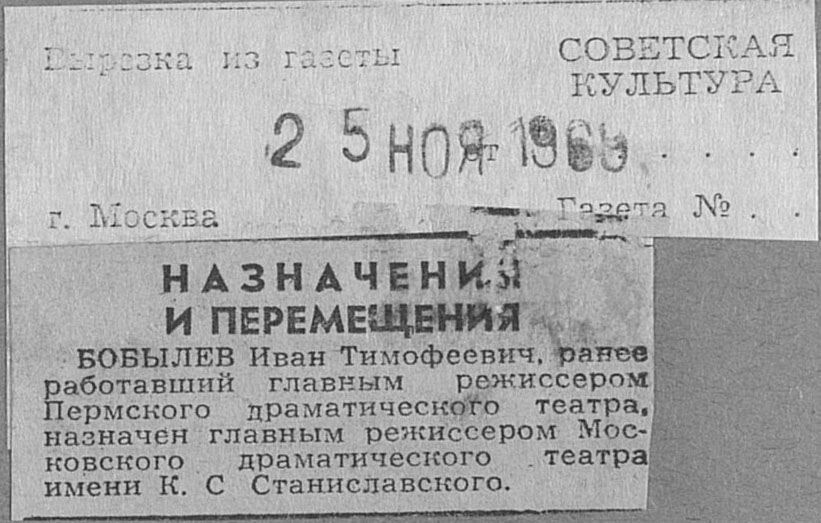 Вырезка из газеты
СОВЕТСКАЯ
КУЛЬТУРА
25 НОЯ от . . . .
г. Москва
Газета № . .
НАЗНАЧЕНИЯ
И ПЕРЕМЕЩЕНИЯ
БОБЫЛЕВ Иван Тимофеевич, ранее
работавший главным режиссером
Пермского драматического театра,
назначен главным режиссером Мос-
ковского драматического театра
имени К. С Станиславского.